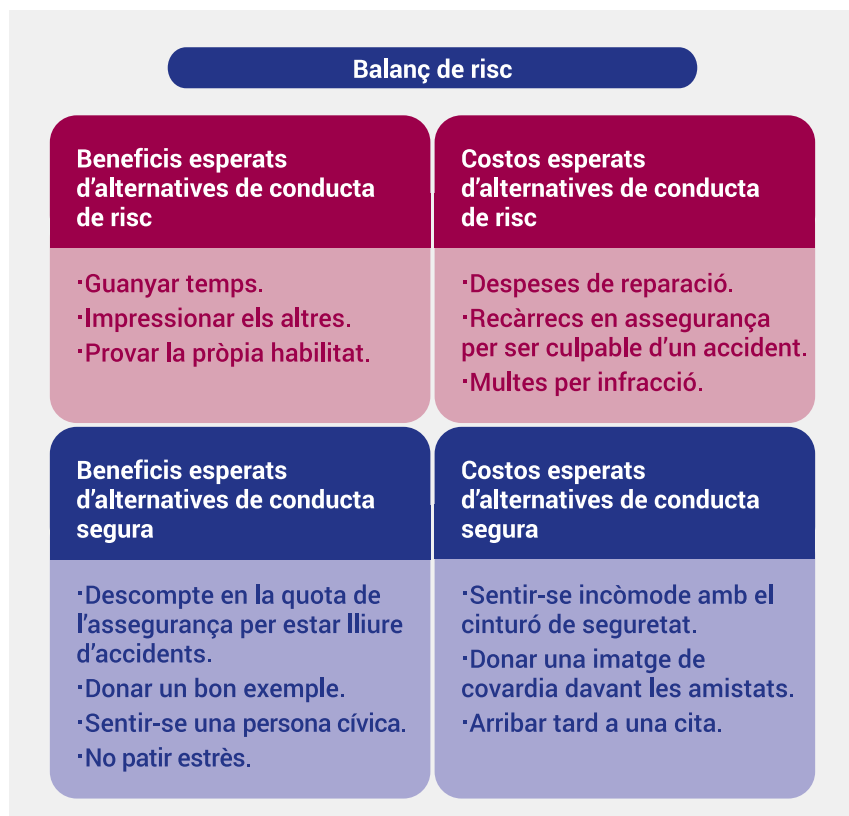 Balanç de risc
Beneficis esperats
d'alternatives de conducta
de risc
·Guanyar temps.
·Impressionar els altres.
·Provar la pròpia habilitat.
Costos esperats
d'alternatives de conducta
de risc
·Despeses de reparació.
·Recàrrecs en assegurança
per ser culpable d'un accident.
·Multes per infracció.
Beneficis esperats
d'alternatives de conducta
segura
·Descompte en la quota de
l'assegurança per estar lliure
d'accidents.
·Donar un bon exemple.
·Sentir-se una persona cívica.
·No patir estrès.
Costos esperats
d'alternatives de conducta
segura
·Sentir-se incòmode amb el
cinturó de seguretat.
·Donar una imatge de
covardia davant les amistats.
·Arribar tard a una cita.